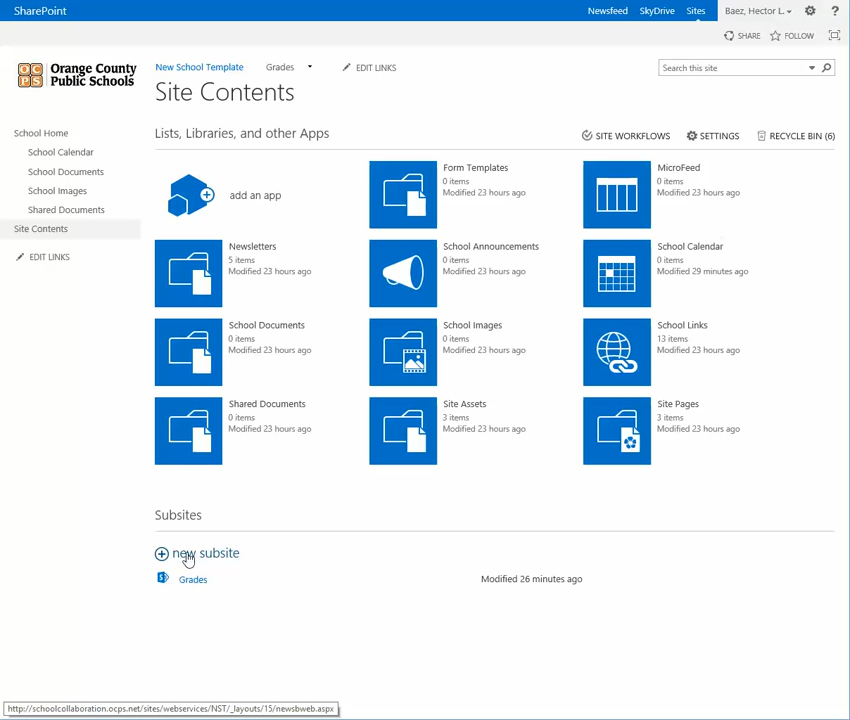 SharePoint
Newsfeed SkyDrive Sites Baez, Hector L. ?
SHARE FOLLOW
OC PS Orange County Public Schools
New School Template Grades EDIT LINKS
Search this site
Site Contents
School Home
School Calendar
School Documents
School Images
Shared Documents
Site Contents
EDIT LINKS
Lists, Libraries, and other Apps
SITE WORKFLOWS SETTINGS RECYCLE BIN (6)
add an app
Form Templates
0 items
Modified 23 hours ago
MicroFeed
0 items
Modified 23 hours ago
Newsletters
5 items
Modified 23 hours ago
School Announcements
0 items
Modified 23 hours ago
School Calendar
0 items
Modified 29 minutes ago
School Documents
0 items
Modified 23 hours ago
School Images
0 items
Modified 23 hours ago
School Links
13 items
Modified 23 hours ago
Shared Documents
0 items
Modified 23 hours ago
Site Assets
3 items
Modified 23 hours ago
Site Pages
3 items
Modified 23 hours ago
Subsites
new subsite
Grades Modified 26 minutes ago
http://schoolcollaboration.ocps.net/sites/webservices/NST/_layouts/15/newsbweb.aspx